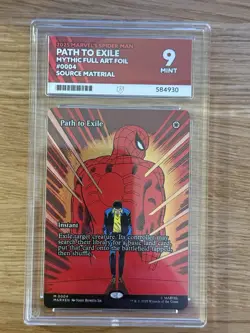 2025 MARVEL'S SPIDER-MAN
PATH TO EXILE
MYTHIC FULL ART FOIL
#0004
SOURCE MATERIAL
9
MINT
584930
Path to Exile
Instant
Exile target creature. Its controller may
search their library for a basic land card,
put that card onto the battlefield tapped,
then shuffle.
M 0004
© MARVEL